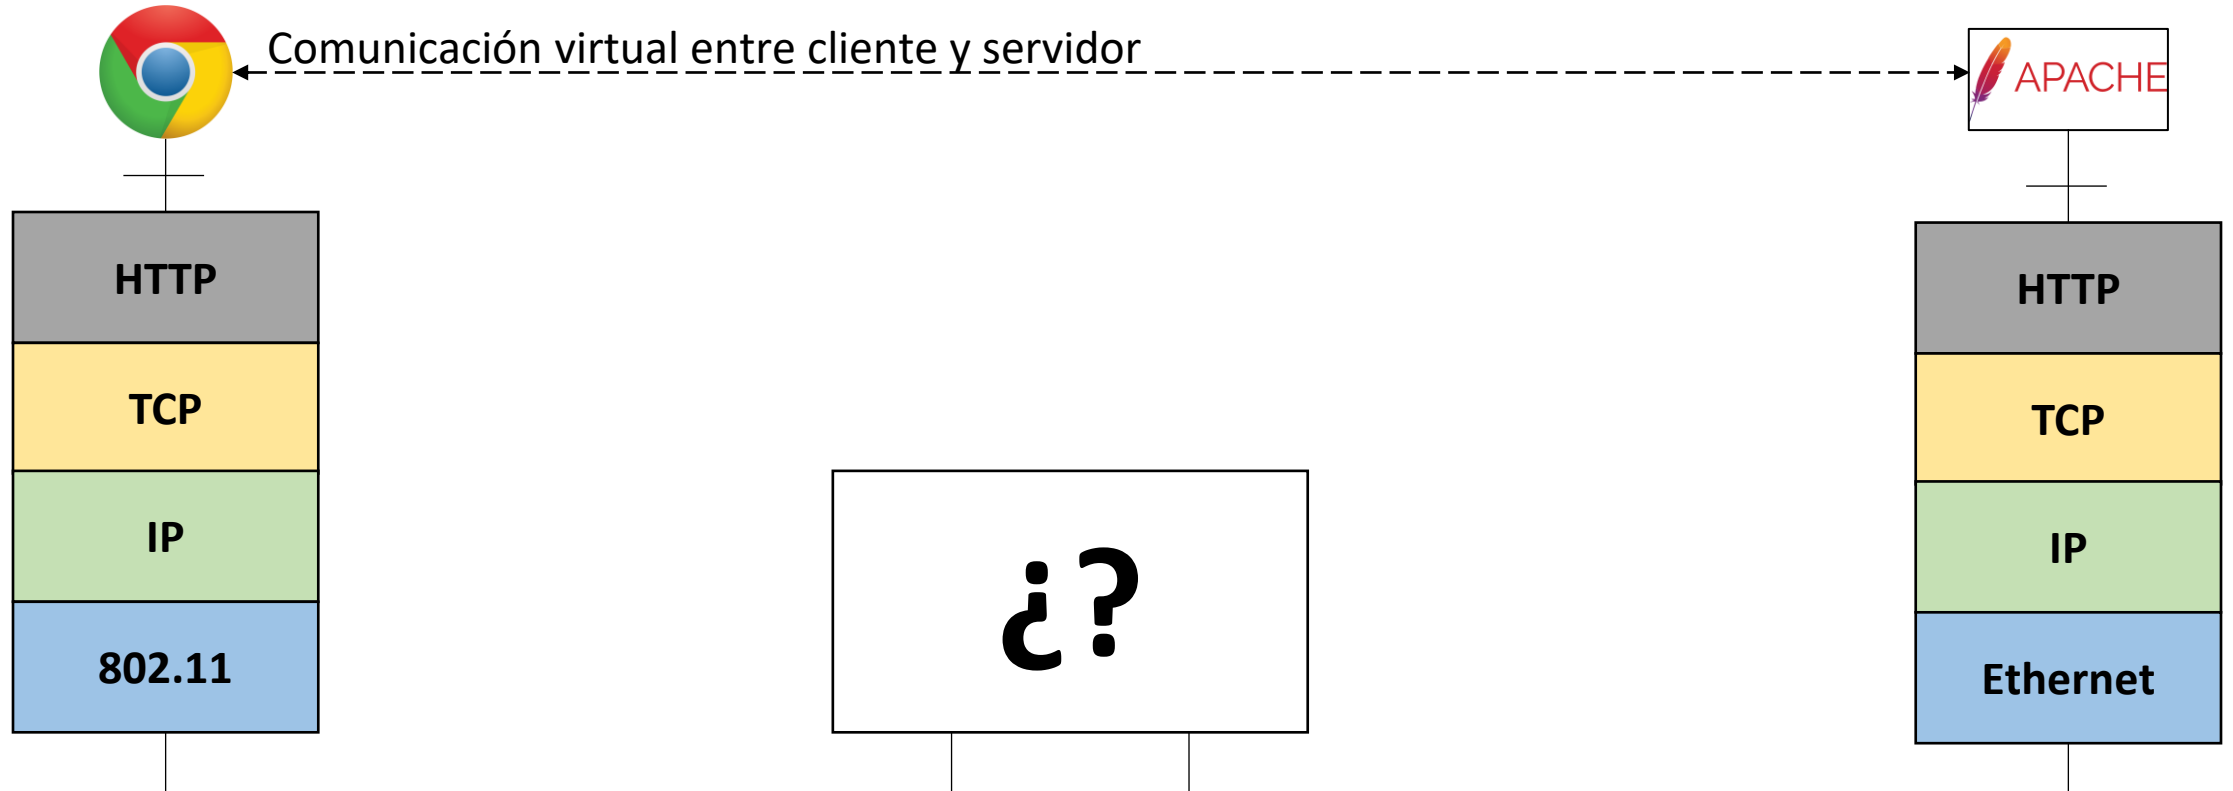 Comunicación virtual entre cliente y servidor
APACHE
HTTP
TCP
IP
802.11
¿?
HTTP
TCP
IP
Ethernet